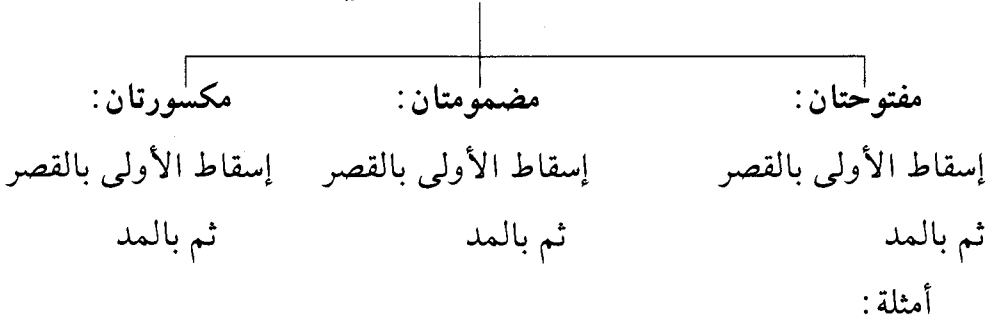 مفتوحتان: مضمومتان: مكسورتان:
إسقاط الأولى بالقصر إسقاط الأولى بالقصر إسقاط الأولى بالقصر
ثم بالمد ثم بالمد ثم بالمد
أمثلة: